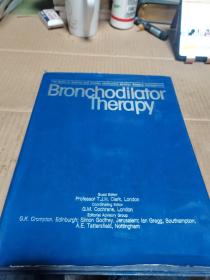 Bronchodilator
Therapy
Guest Editor
Professor T.J.H. Clark, London
Coordinating Editor
G.M. Cochrane, London
Editorial Advisory Group
G.K. Crompton, Edinburgh; Simon Godfrey, Jerusalem; Ian Gregg, Southampton;
A.E. Tattersfield, Nottingham